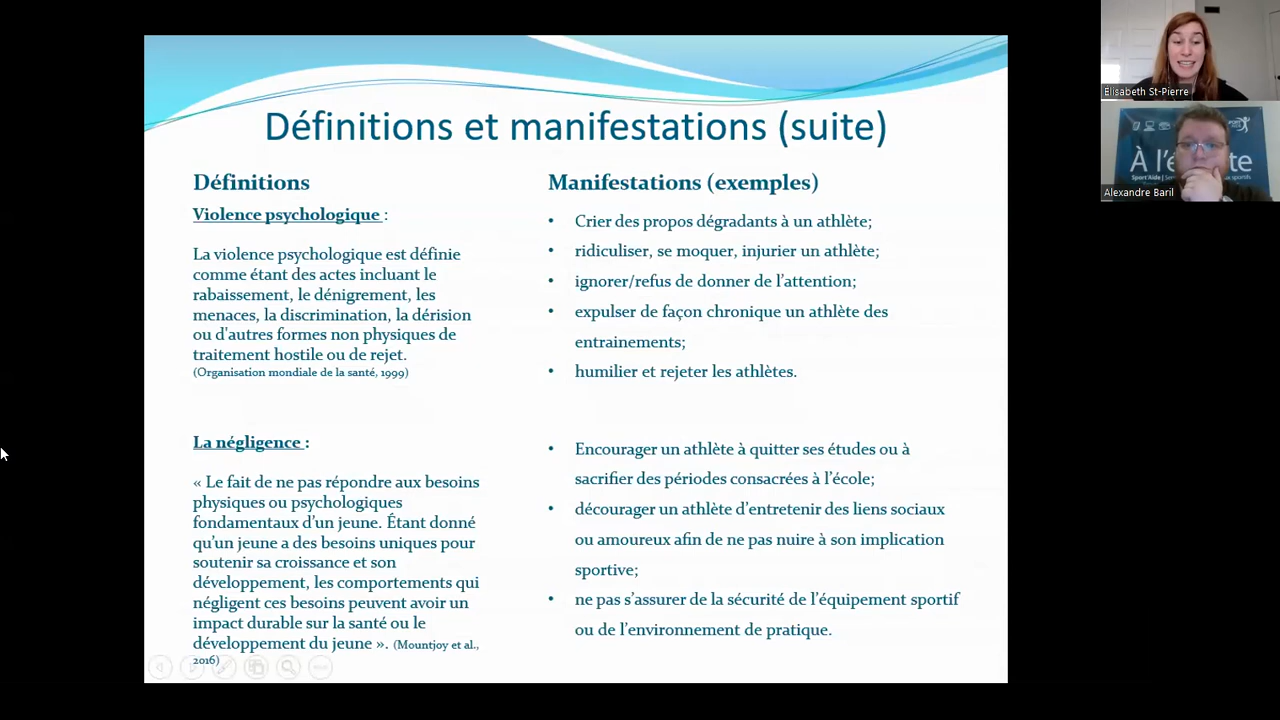 Définitions et manifestations (suite)
Définitions
Violence psychologique :
La violence psychologique est définie
comme étant des actes incluant le
rabaissement, le dénigrement, les
menaces, la discrimination, la dérision
ou d'autres formes non physiques de
traitement hostile ou de rejet.
(Organisation mondiale de la santé, 1999)
La négligence :
« Le fait de ne pas répondre aux besoins
physiques ou psychologiques
fondamentaux d’un jeune. Étant donné
qu’un jeune a des besoins uniques pour
soutenir sa croissance et son
développement, les comportements qui
négligent ces besoins peuvent avoir un
impact durable sur la santé ou le
développement du jeune ». (Mountjoy et al.,
2016)
Manifestations (exemples)
• Crier des propos dégradants à un athlète;
• ridiculiser, se moquer, injurier un athlète;
• ignorer/refus de donner de l’attention;
• expulser de façon chronique un athlète des
entrainements;
• humilier et rejeter les athlètes.
• Encourager un athlète à quitter ses études ou à
sacrifier des périodes consacrées à l’école;
• décourager un athlète d’entretenir des liens sociaux
ou amoureux afin de ne pas nuire à son implication
sportive;
• ne pas s’assurer de la sécurité de l’équipement sportif
ou de l’environnement de pratique.
Elisabeth St-Pierre
À l’é
Sport'Aide
Alexandre Baril